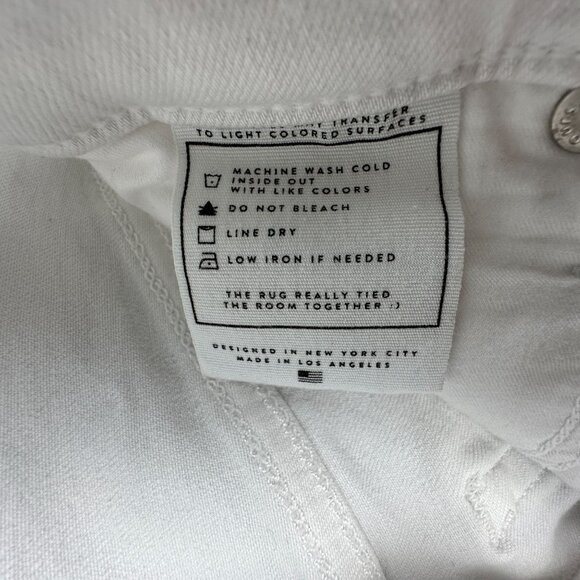 TRANSFER
TO LIGHT COLORED SURFACES
MACHINE WASH COLD
INSIDE OUT
WITH LIKE COLORS
DO NOT BLEACH
LINE DRY
LOW IRON IF NEEDED
THE RUG REALLY TIED
THE ROOM TOGETHER :)
DESIGNED IN NEW YORK CITY
MADE IN LOS ANGELES